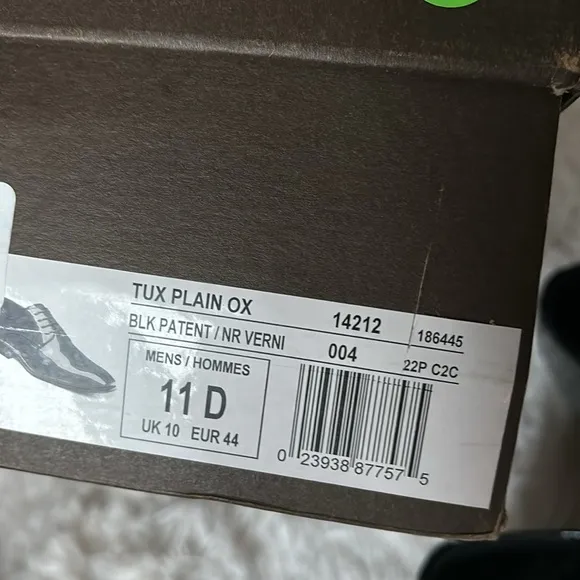 TUX PLAIN OX 14212 186445
BLK PATENT / NR VERNI 004 22P C2C
MENS / HOMMES
11 D
UK 10 EUR 44
0 23938 87757 5